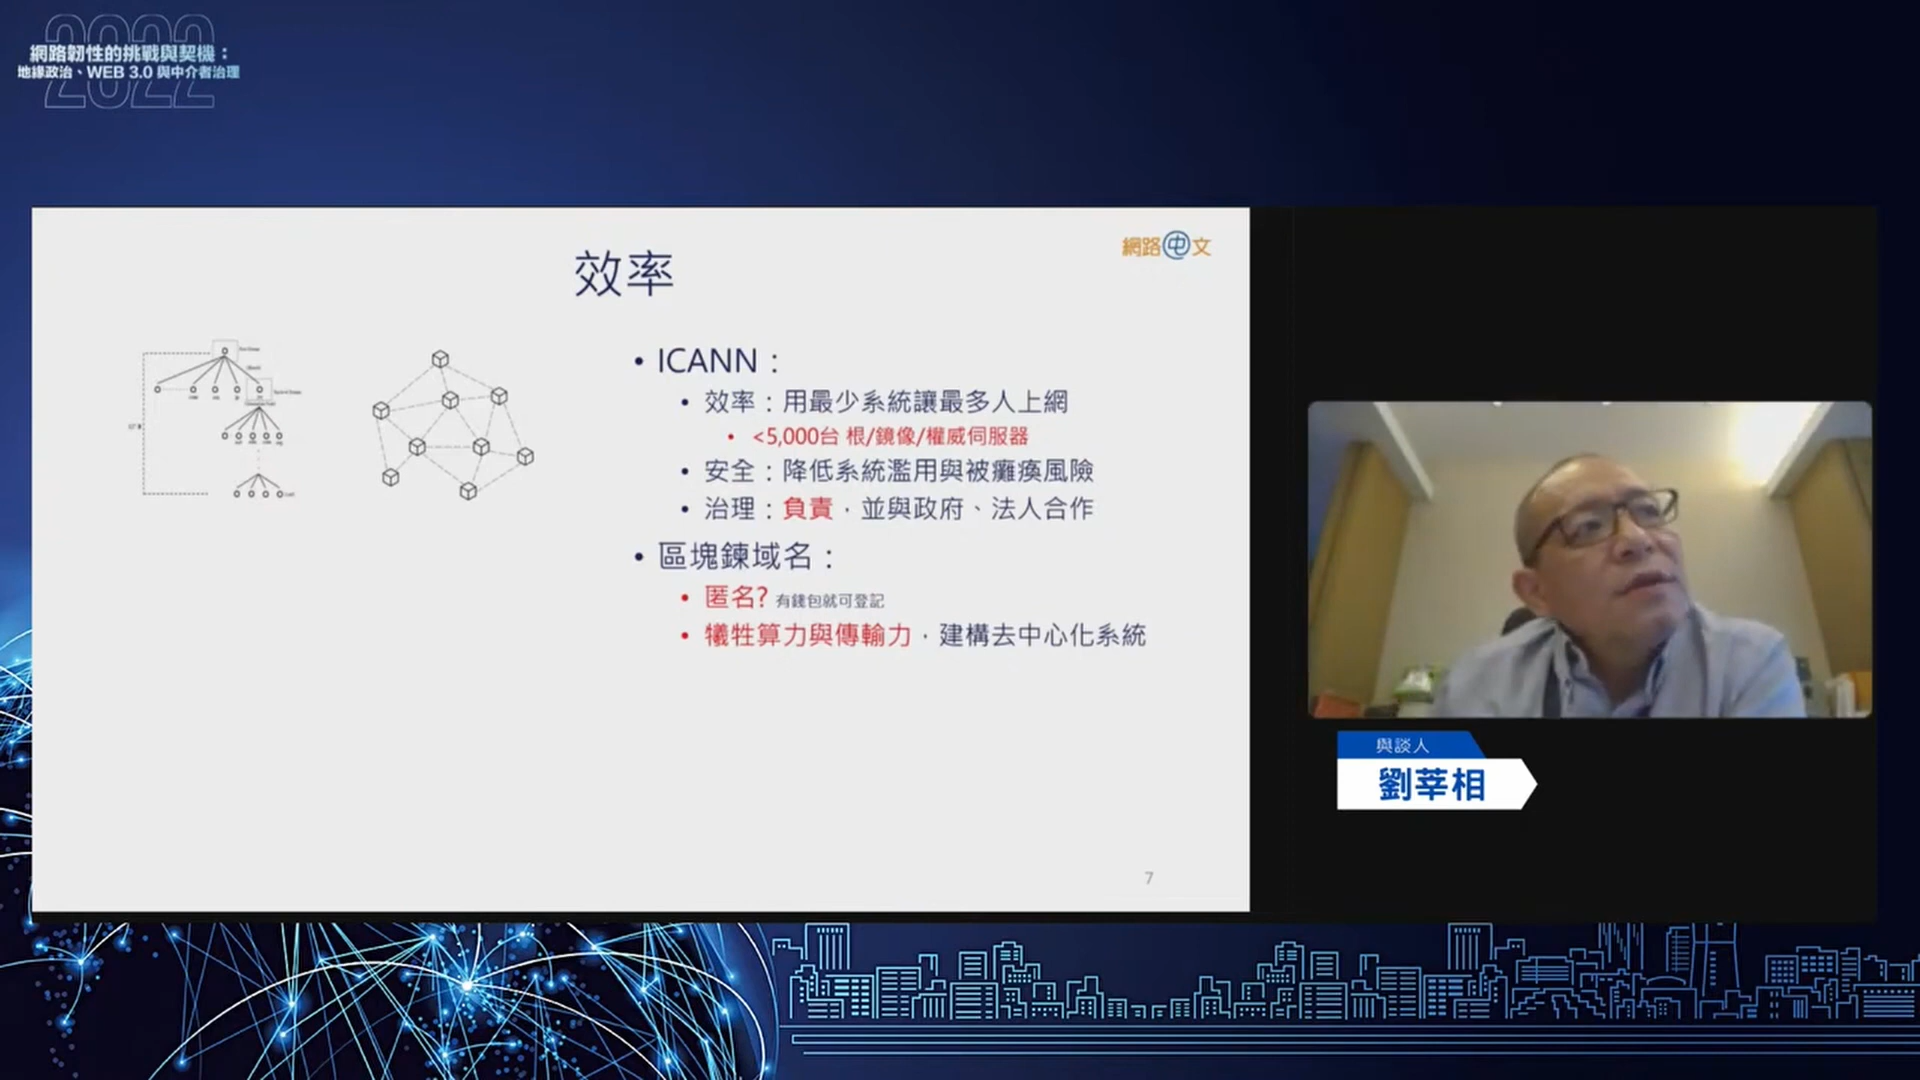 2022
網路韌性的挑戰與契機：
地緣政治、WEB 3.0 與中介者治理
網路中文
效率
• ICANN：
• 效率：用最少系統讓最多人上網
• <5,000台 根/鏡像/權威伺服器
• 安全：降低系統濫用與被癱瘓風險
• 治理：負責，並與政府、法人合作
• 區塊鍊域名：
• 匿名? 有錢包就可登記
• 犧牲算力與傳輸力，建構去中心化系統
7
與談人
劉莘相